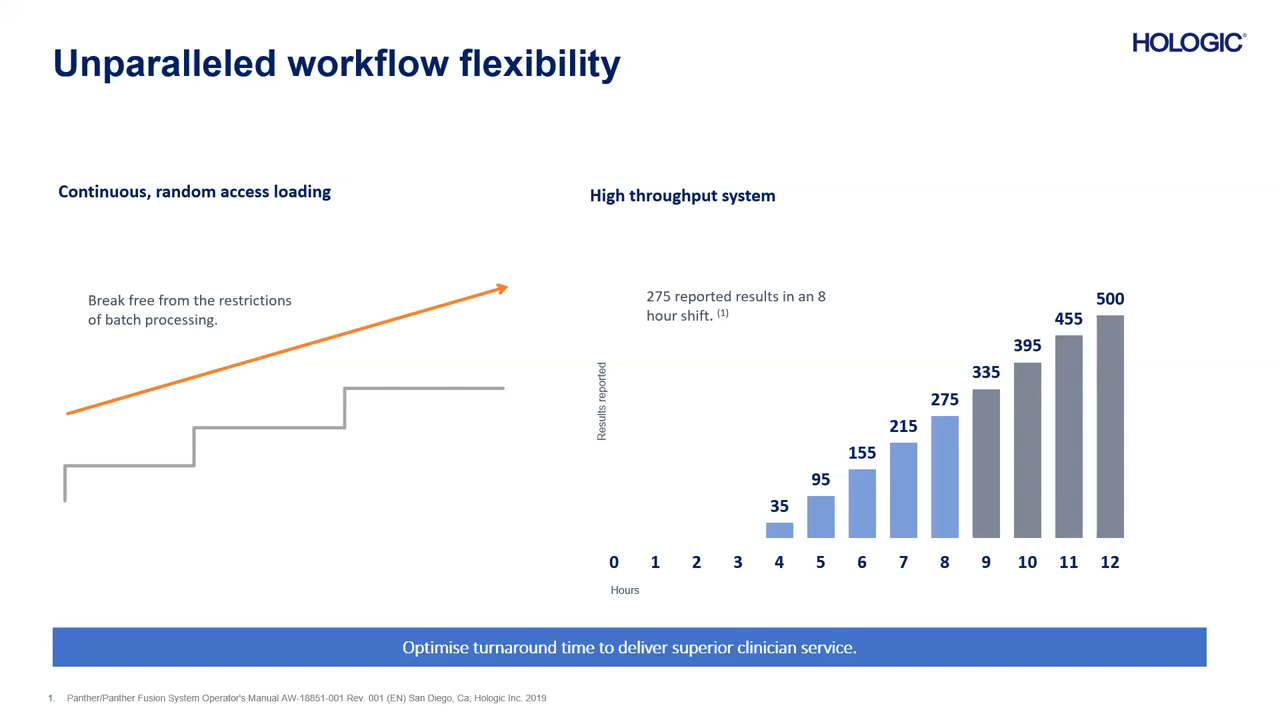 HOLOGIC®
Unparalleled workflow flexibility
Continuous, random access loading
Break free from the restrictions
of batch processing.
High throughput system
275 reported results in an 8
hour shift. (1)
Results reported
35
95
155
215
275
335
395
455
500
0 1 2 3 4 5 6 7 8 9 10 11 12
Hours
Optimise turnaround time to deliver superior clinician service.
1. Panther/Panther Fusion System Operator's Manual AW-18851-001 Rev. 001 (EN) San Diego, Ca; Hologic Inc. 2019